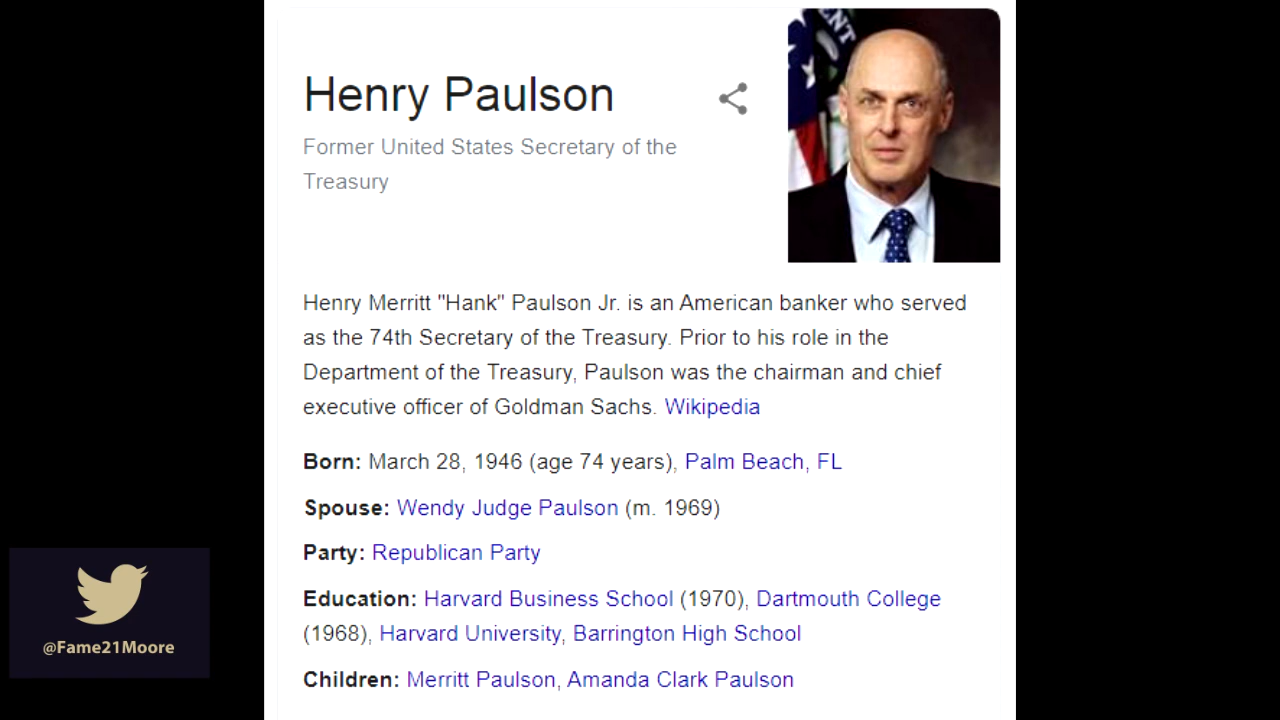 ENT
Henry Paulson
Former United States Secretary of the
Treasury
Henry Merritt "Hank" Paulson Jr. is an American banker who served
as the 74th Secretary of the Treasury. Prior to his role in the
Department of the Treasury, Paulson was the chairman and chief
executive officer of Goldman Sachs. Wikipedia
Born: March 28, 1946 (age 74 years), Palm Beach, FL
Spouse: Wendy Judge Paulson (m. 1969)
Party: Republican Party
Education: Harvard Business School (1970), Dartmouth College
(1968), Harvard University, Barrington High School
Children: Merritt Paulson, Amanda Clark Paulson
@Fame21Moore